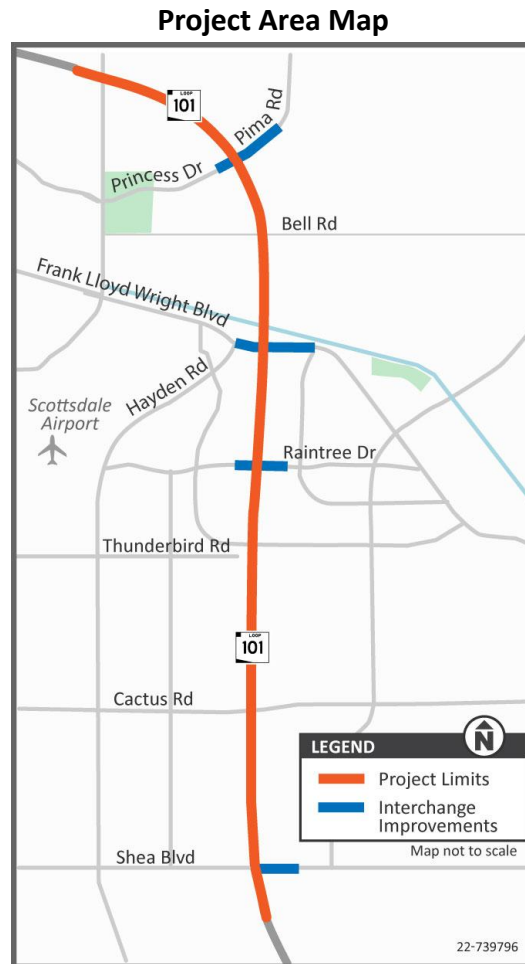 Project Area Map
LOOP
101
Pima Rd
Princess Dr
Bell Rd
Frank Lloyd Wright Blvd
Hayden Rd
Scottsdale
Airport
Raintree Dr
Thunderbird Rd
LOOP
101
Cactus Rd
LEGEND
N
Project Limits
Interchange
Improvements
Map not to scale
Shea Blvd
22-739796